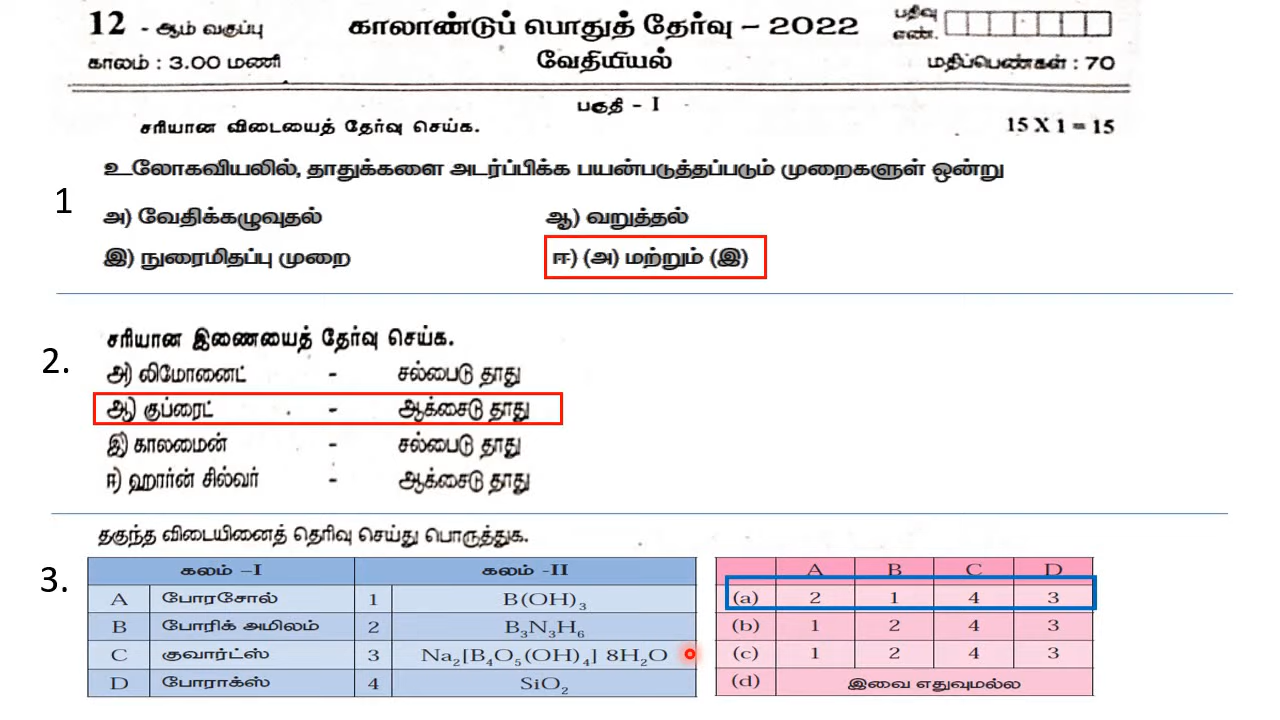 12 - ஆம் வகுப்பு காலாண்டுப் பொதுத் தேர்வு – 2022 பதிவு எண்.
காலம் : 3.00 மணி வேதியியல் மதிப்பெண்கள் : 70
பகுதி - I
சரியான விடையைத் தேர்வு செய்க. 15 X 1 = 15
உலோகவியலில், தாதுக்களை அடர்ப்பிக்க பயன்படுத்தப்படும் முறைகளுள் ஒன்று
1
அ) வேதிக்கழுவுதல் ஆ) வறுத்தல்
இ) நுரைமிதப்பு முறை ஈ) (அ) மற்றும் (இ)
சரியான இணையைத் தேர்வு செய்க.
2.
அ) லிமோனைட் - சல்பைடு தாது
ஆ) குப்ரைட் - ஆக்சைடு தாது
இ) காலமைன் - சல்பைடு தாது
ஈ) ஹார்ன் சில்வர் - ஆக்சைடு தாது
தகுந்த விடையினைத் தெரிவு செய்து பொருத்துக.
3.
கலம் –I கலம் -II A B C D
A போரசோல் 1 B(OH)₃ (a) 2 1 4 3
B போரிக் அமிலம் 2 B₃N₃H₆ (b) 1 2 4 3
C குவார்ட்ஸ் 3 Na₂[B₄O₅(OH)₄] 8H₂O (c) 1 2 4 3
D போராக்ஸ் 4 SiO₂ (d) இவை எதுவுமல்ல